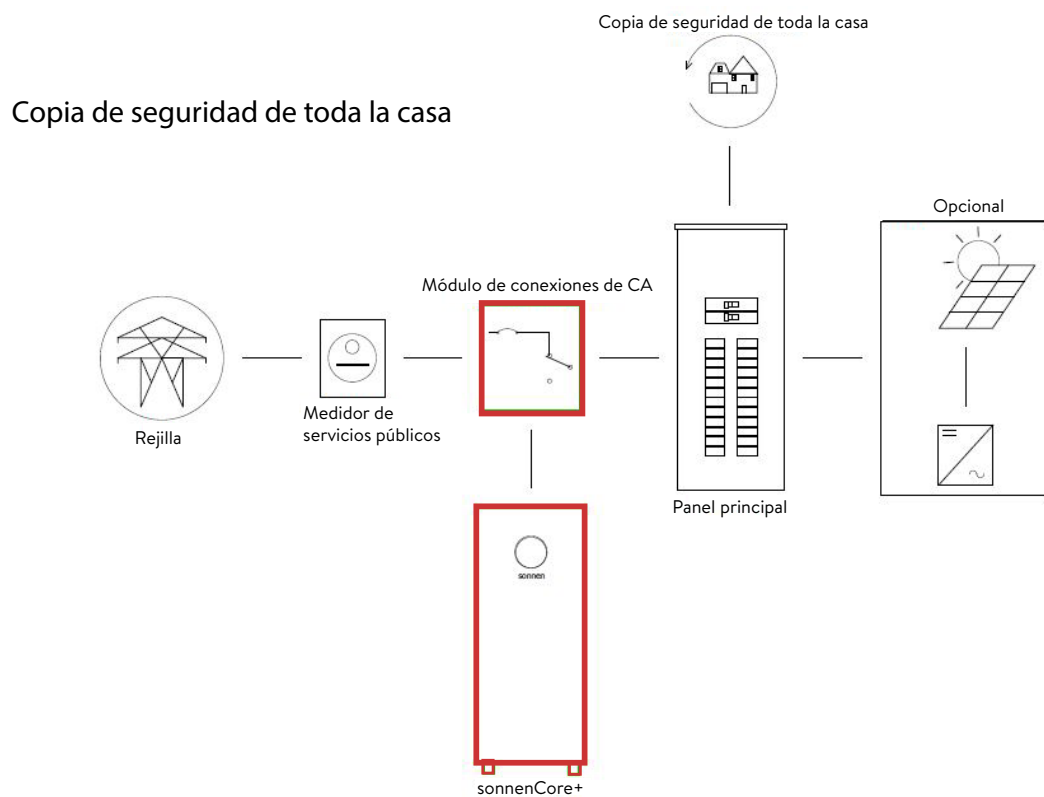 Copia de seguridad de toda la casa
Copia de seguridad de toda la casa
Opcional
Módulo de conexiones de CA
Rejilla
Medidor de
servicios públicos
Panel principal
sonnen
sonnenCore+